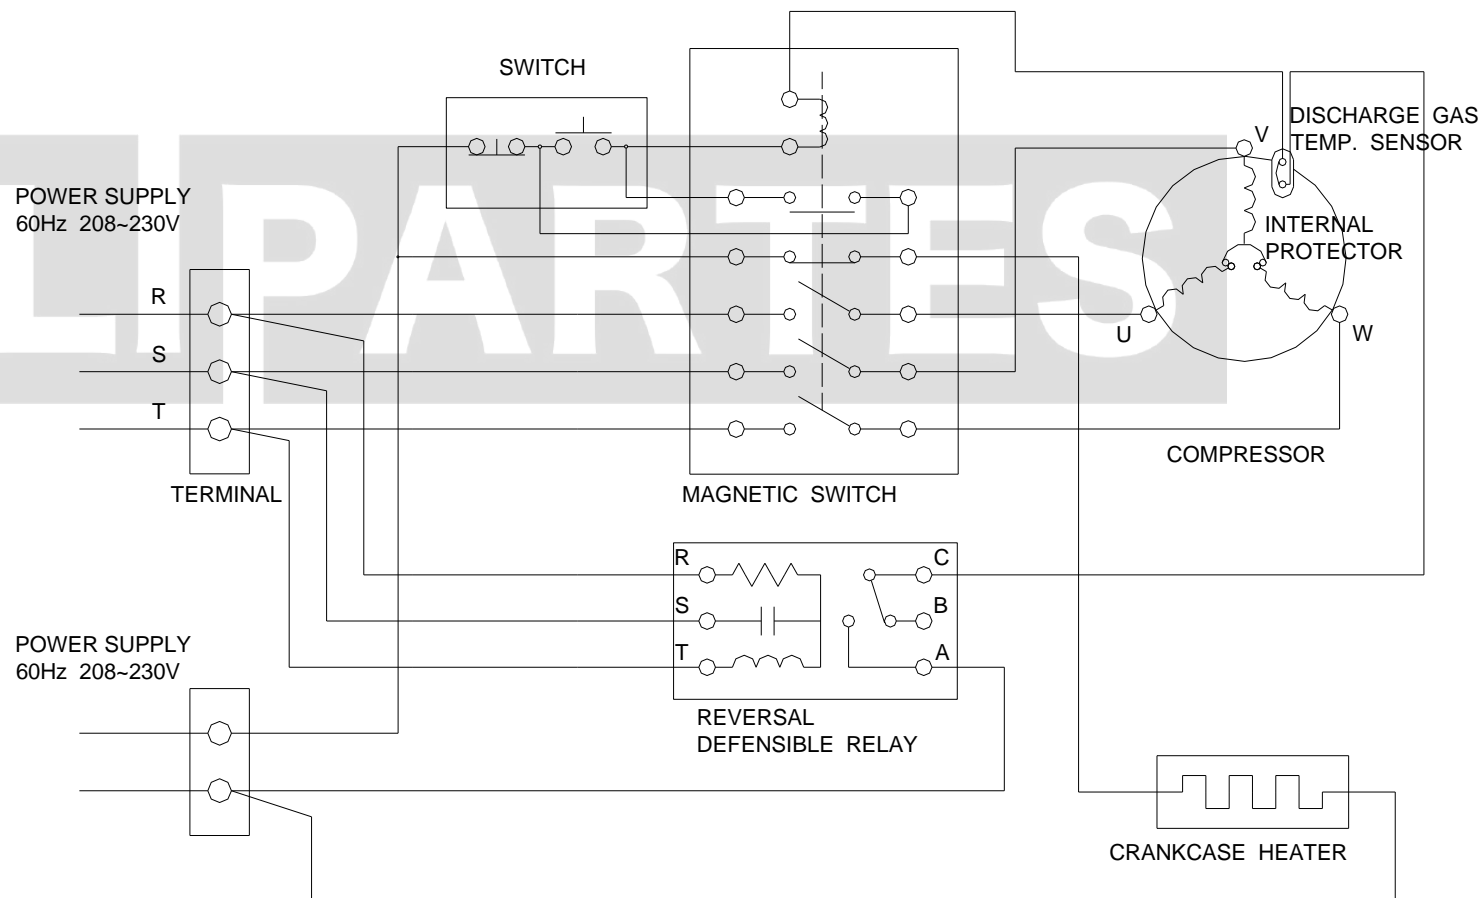 SWITCH
DISCHARGE GAS
TEMP. SENSOR
V
POWER SUPPLY
60Hz 208~230V
INTERNAL
PROTECTOR
R
S
T
U
W
COMPRESSOR
TERMINAL
MAGNETIC SWITCH
R
C
S
B
T
A
POWER SUPPLY
60Hz 208~230V
REVERSAL
DEFENSIBLE RELAY
CRANKCASE HEATER
L PARTES